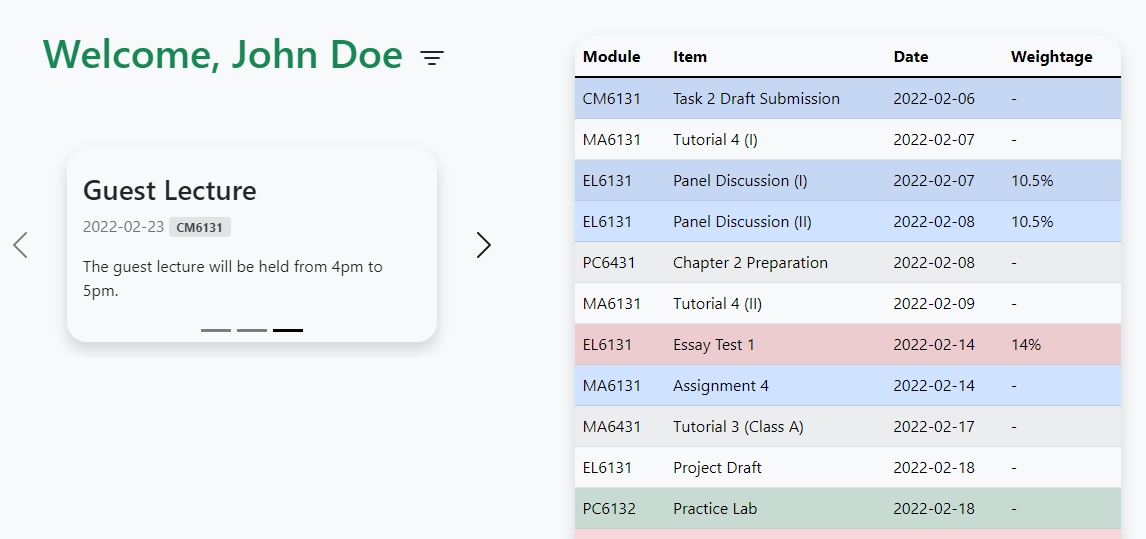 Welcome, John Doe
Guest Lecture
2022-02-23 CM6131
The guest lecture will be held from 4pm to
5pm.
Module Item Date Weightage
CM6131 Task 2 Draft Submission 2022-02-06 -
MA6131 Tutorial 4 (I) 2022-02-07 -
EL6131 Panel Discussion (I) 2022-02-07 10.5%
EL6131 Panel Discussion (II) 2022-02-08 10.5%
PC6431 Chapter 2 Preparation 2022-02-08 -
MA6131 Tutorial 4 (II) 2022-02-09 -
EL6131 Essay Test 1 2022-02-14 14%
MA6131 Assignment 4 2022-02-14 -
MA6431 Tutorial 3 (Class A) 2022-02-17 -
EL6131 Project Draft 2022-02-18 -
PC6132 Practice Lab 2022-02-18 -